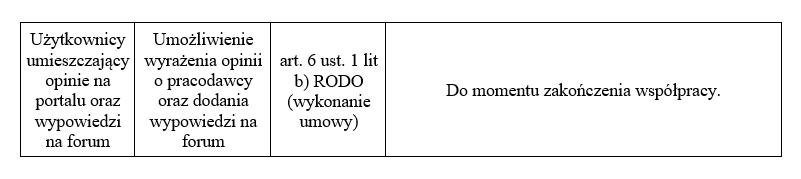 Użytkownicy
umieszczający
opinie na
portalu oraz
wypowiedzi
na forum
Umożliwienie
wyrażenia opinii
o pracodawcy
oraz dodania
wypowiedzi na
forum
art. 6 ust. 1 lit
b) RODO
(wykonanie
umowy)
Do momentu zakończenia współpracy.